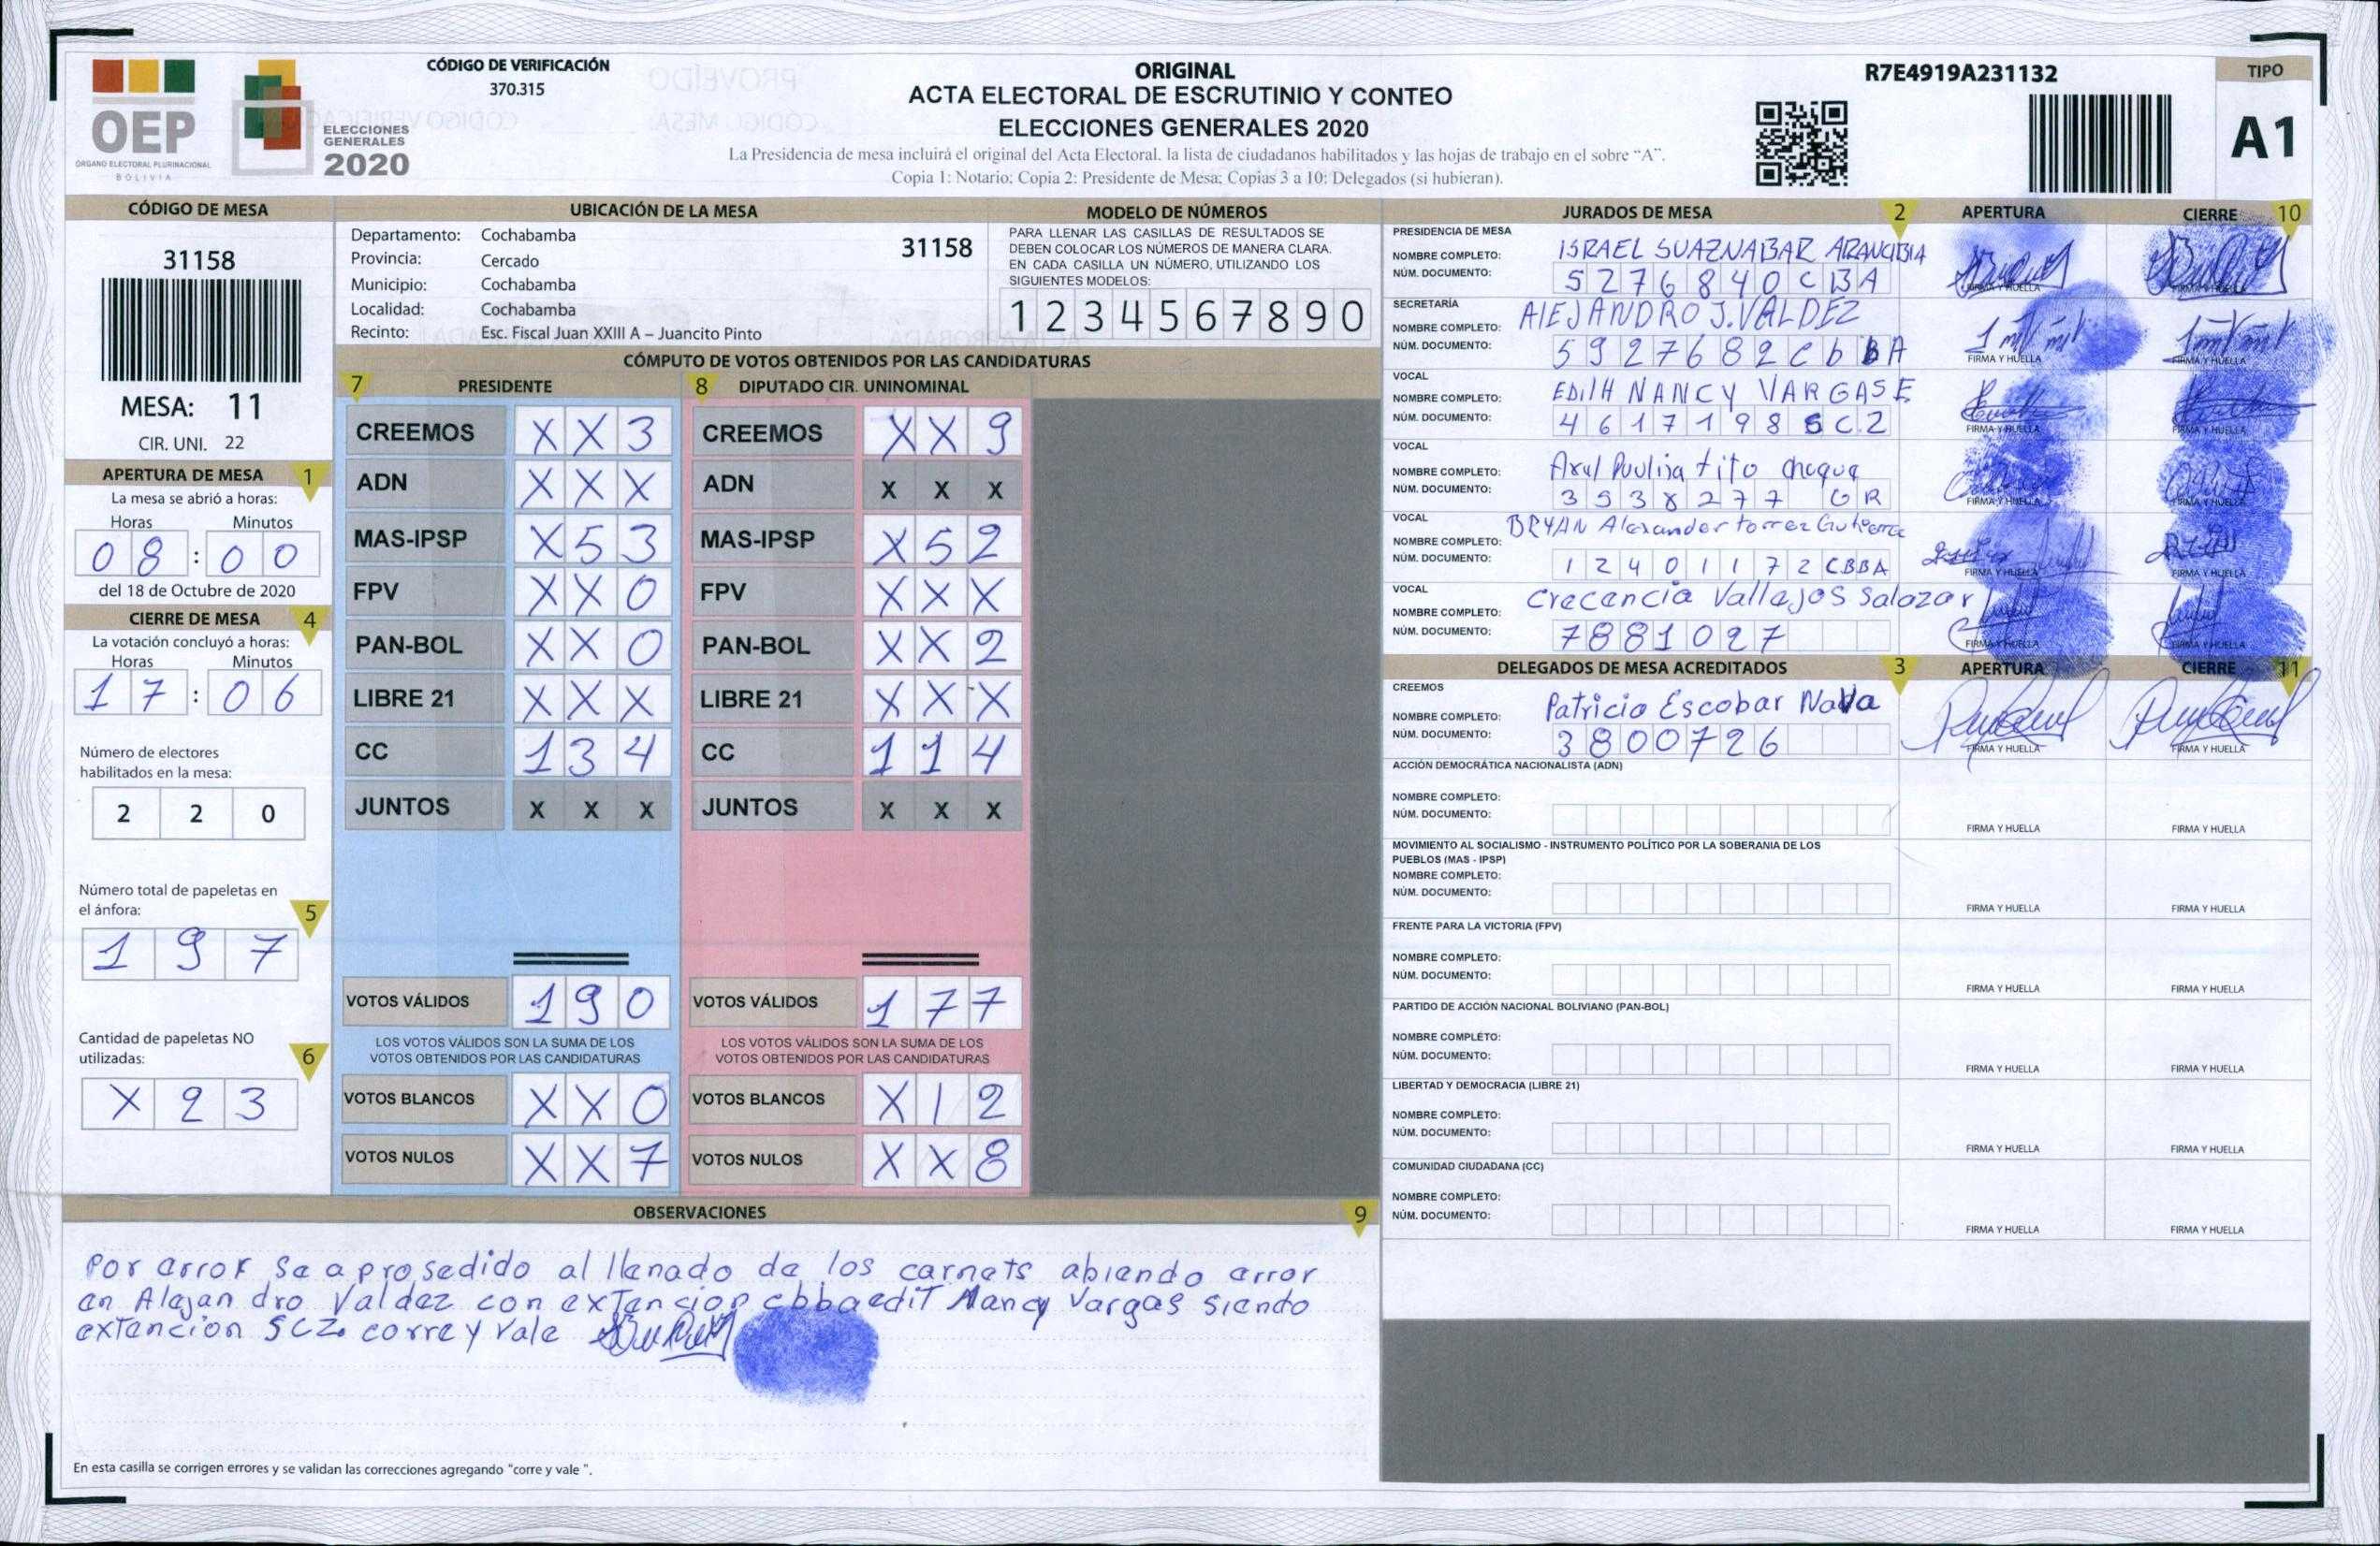 OEP
ÓRGANO ELECTORAL PLURINACIONAL
BOLIVIA
ELECCIONES
GENERALES
2020
CÓDIGO DE VERIFICACIÓN
370.315
ORIGINAL
ACTA ELECTORAL DE ESCRUTINIO Y CONTEO
ELECCIONES GENERALES 2020
La Presidencia de mesa incluirá el original del Acta Electoral. la lista de ciudadanos habilitados y las hojas de trabajo en el sobre “A”.
Copia 1: Notario; Copia 2: Presidente de Mesa; Copias 3 a 10: Delegados (si hubieran).
R7E4919A231132
TIPO
A1
CÓDIGO DE MESA
31158
MESA: 11
CIR. UNI. 22
APERTURA DE MESA 1
La mesa se abrió a horas:
Horas Minutos
08 : 00
del 18 de Octubre de 2020
CIERRE DE MESA 4
La votación concluyó a horas:
Horas Minutos
17 : 06
Número de electores
habilitados en la mesa:
2 2 0
Número total de papeletas en
el ánfora: 5
1 9 7
Cantidad de papeletas NO
utilizadas: 6
X 2 3
UBICACIÓN DE LA MESA
Departamento: Cochabamba
31158
Provincia: Cercado
Municipio: Cochabamba
Localidad: Cochabamba
Recinto: Esc. Fiscal Juan XXIII A – Juancito Pinto
MODELO DE NÚMEROS
PARA LLENAR LAS CASILLAS DE RESULTADOS SE
DEBEN COLOCAR LOS NÚMEROS DE MANERA CLARA.
EN CADA CASILLA UN NÚMERO, UTILIZANDO LOS
SIGUIENTES MODELOS:
1 2 3 4 5 6 7 8 9 0
CÓMPUTO DE VOTOS OBTENIDOS POR LAS CANDIDATURAS
7 PRESIDENTE 8 DIPUTADO CIR. UNINOMINAL
CREEMOS X X 3 CREEMOS X X 9
ADN X X X ADN X X X
MAS-IPSP X 5 3 MAS-IPSP X 5 2
FPV X X 0 FPV X X X
PAN-BOL X X 0 PAN-BOL X X 2
LIBRE 21 X X X LIBRE 21 X X X
CC 1 3 4 CC 1 1 4
JUNTOS X X X JUNTOS X X X
VOTOS VÁLIDOS 1 9 0 VOTOS VÁLIDOS 1 7 7
LOS VOTOS VÁLIDOS SON LA SUMA DE LOS LOS VOTOS VÁLIDOS SON LA SUMA DE LOS
VOTOS OBTENIDOS POR LAS CANDIDATURAS VOTOS OBTENIDOS POR LAS CANDIDATURAS
VOTOS BLANCOS X X 0 VOTOS BLANCOS X 1 2
VOTOS NULOS X X 7 VOTOS NULOS X X 8
OBSERVACIONES 9
Por error se a prosedido al llenado de los carnets abiendo error
en Alejan dro Valdez con extencion cbbaedit Nancy Vargas siendo
extencion SCZ. corre y vale
En esta casilla se corrigen errores y se validan las correcciones agregando "corre y vale ".
JURADOS DE MESA 2 APERTURA CIERRE 10
PRESIDENCIA DE MESA
NOMBRE COMPLETO: ISRAEL SUAZNABAR ARANCIBIA
NÚM. DOCUMENTO: 5276840CBA
FIRMA Y HUELLA FIRMA Y HUELLA
SECRETARÍA
NOMBRE COMPLETO: AlEJANDRO J. VALDEZ
NÚM. DOCUMENTO: 5927682Cb BA
FIRMA Y HUELLA FIRMA Y HUELLA
VOCAL
NOMBRE COMPLETO: EDItH NANCY VARGAS E
NÚM. DOCUMENTO: 4617198 SC.Z
FIRMA Y HUELLA FIRMA Y HUELLA
VOCAL
NOMBRE COMPLETO: tito choque
NÚM. DOCUMENTO: 3538277 OR
FIRMA Y HUELLA FIRMA Y HUELLA
VOCAL
NOMBRE COMPLETO: BRYAN Alexander torrez
NÚM. DOCUMENTO: 12401172 CBBA
FIRMA Y HUELLA FIRMA Y HUELLA
VOCAL
NOMBRE COMPLETO: Crecencia Vallejos Salazar
NÚM. DOCUMENTO: 7881027
FIRMA Y HUELLA FIRMA Y HUELLA
DELEGADOS DE MESA ACREDITADOS 3 APERTURA CIERRE 11
CREEMOS
NOMBRE COMPLETO: Patricio Escobar Nava
NÚM. DOCUMENTO: 3800726
FIRMA Y HUELLA FIRMA Y HUELLA
ACCIÓN DEMOCRÁTICA NACIONALISTA (ADN)
NOMBRE COMPLETO:
NÚM. DOCUMENTO:
FIRMA Y HUELLA FIRMA Y HUELLA
MOVIMIENTO AL SOCIALISMO - INSTRUMENTO POLÍTICO POR LA SOBERANIA DE LOS
PUEBLOS (MAS - IPSP)
NOMBRE COMPLETO:
NÚM. DOCUMENTO:
FIRMA Y HUELLA FIRMA Y HUELLA
FRENTE PARA LA VICTORIA (FPV)
NOMBRE COMPLETO:
NÚM. DOCUMENTO:
FIRMA Y HUELLA FIRMA Y HUELLA
PARTIDO DE ACCIÓN NACIONAL BOLIVIANO (PAN-BOL)
NOMBRE COMPLETO:
NÚM. DOCUMENTO:
FIRMA Y HUELLA FIRMA Y HUELLA
LIBERTAD Y DEMOCRACIA (LIBRE 21)
NOMBRE COMPLETO:
NÚM. DOCUMENTO:
FIRMA Y HUELLA FIRMA Y HUELLA
COMUNIDAD CIUDADANA (CC)
NOMBRE COMPLETO:
NÚM. DOCUMENTO:
FIRMA Y HUELLA FIRMA Y HUELLA